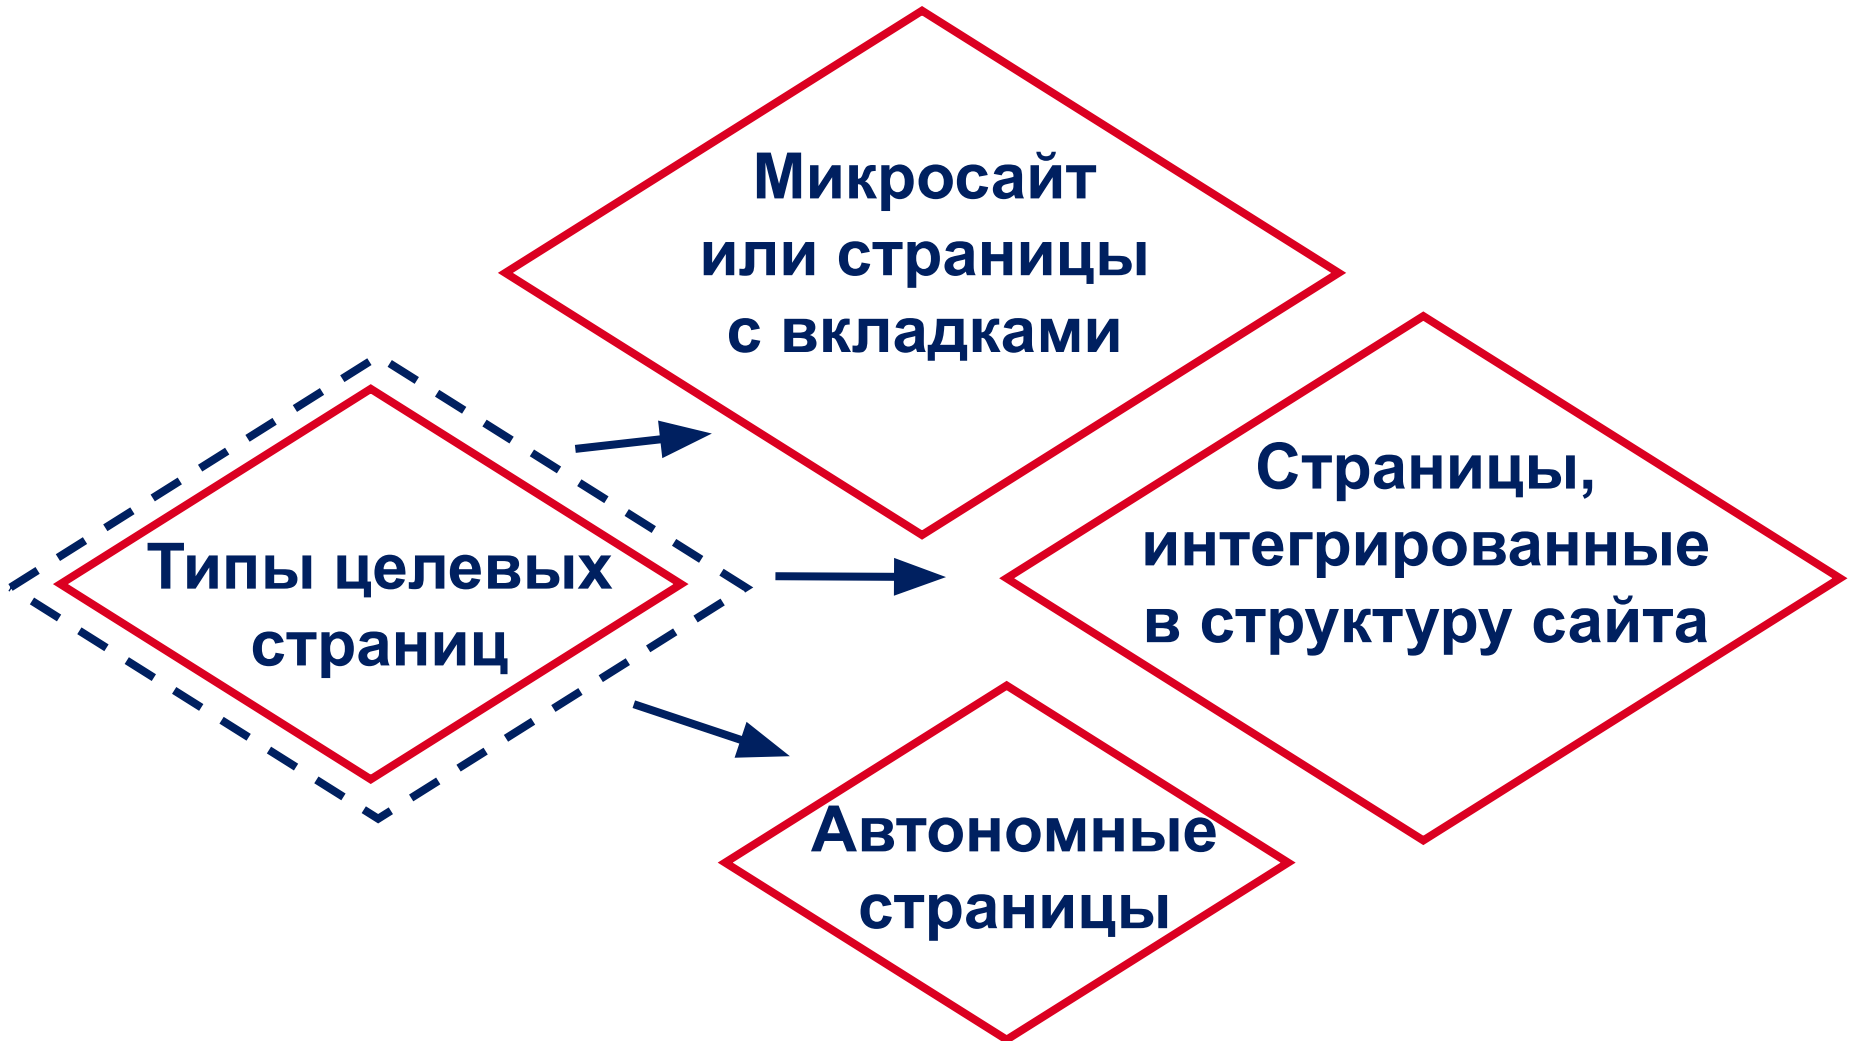 Микросайт
или страницы
с вкладками
Типы целевых
страниц
Страницы,
интегрированные
в структуру сайта
Автономные
страницы